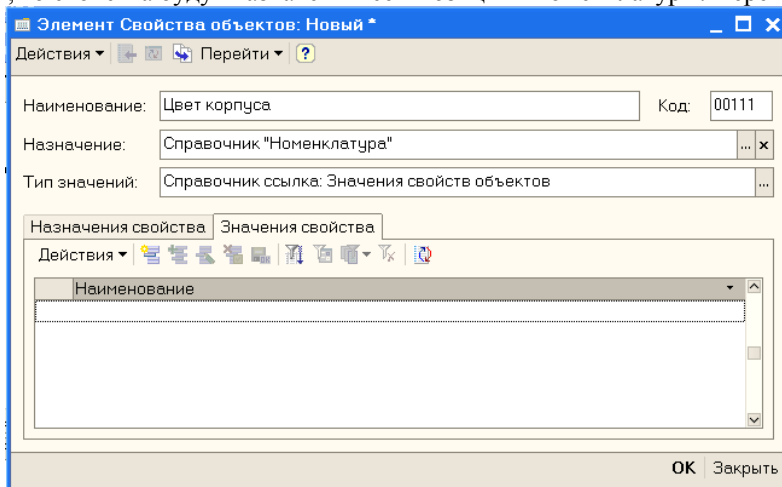 Элемент Свойства объектов: Новый *
Действия Перейти ?
Наименование: Цвет корпуса Код: 00111
Назначение: Справочник "Номенклатура" ... x
Тип значений: Справочник ссылка: Значения свойств объектов ...
Назначения свойства Значения свойства
Действия
Наименование
OK Закрыть